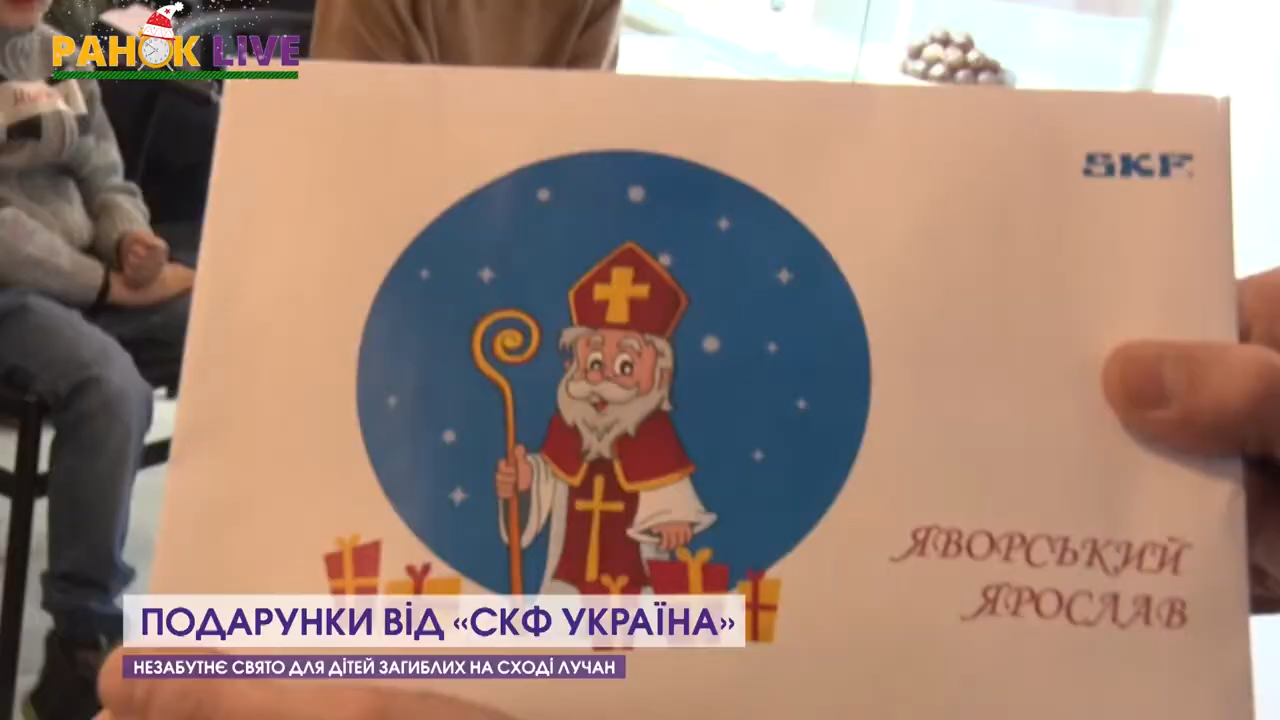 РАНОК LIVE
SKF
ЯВОРСЬКИЙ
ЯРОСЛАВ
ПОДАРУНКИ ВІД «СКФ УКРАЇНА»
НЕЗАБУТНЄ СВЯТО ДЛЯ ДІТЕЙ ЗАГИБЛИХ НА СХОДІ ЛУЧАН